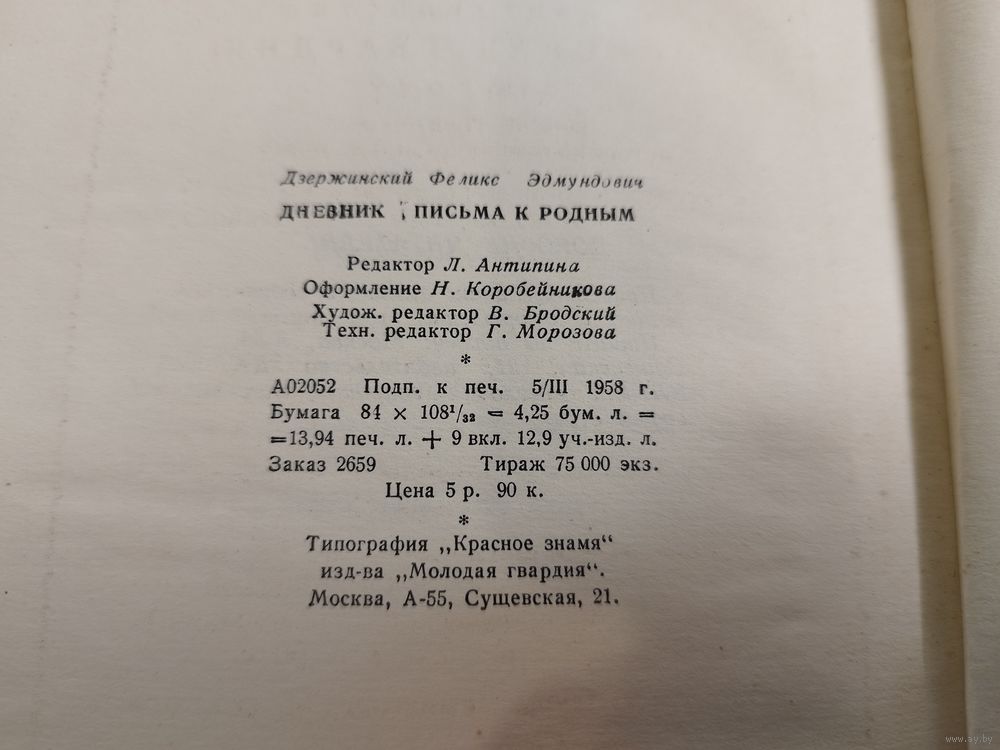 Дзержинский Феликс Эдмундович
ДНЕВНИК , ПИСЬМА К РОДНЫМ
Редактор Л. Антипина
Оформление Н. Коробейникова
Худож. редактор В. Бродский
Техн. редактор Г. Морозова
*
А02052 Подп. к печ. 5/III 1958 г.
Бумага 84 × 108¹/₃₂ = 4,25 бум. л. =
=13,94 печ. л. + 9 вкл. 12,9 уч.-изд. л.
Заказ 2659 Тираж 75 000 экз.
Цена 5 р. 90 к.
*
Типография „Красное знамя“
изд-ва „Молодая гвардия“.
Москва, А-55, Сущевская, 21.
www.ay.by